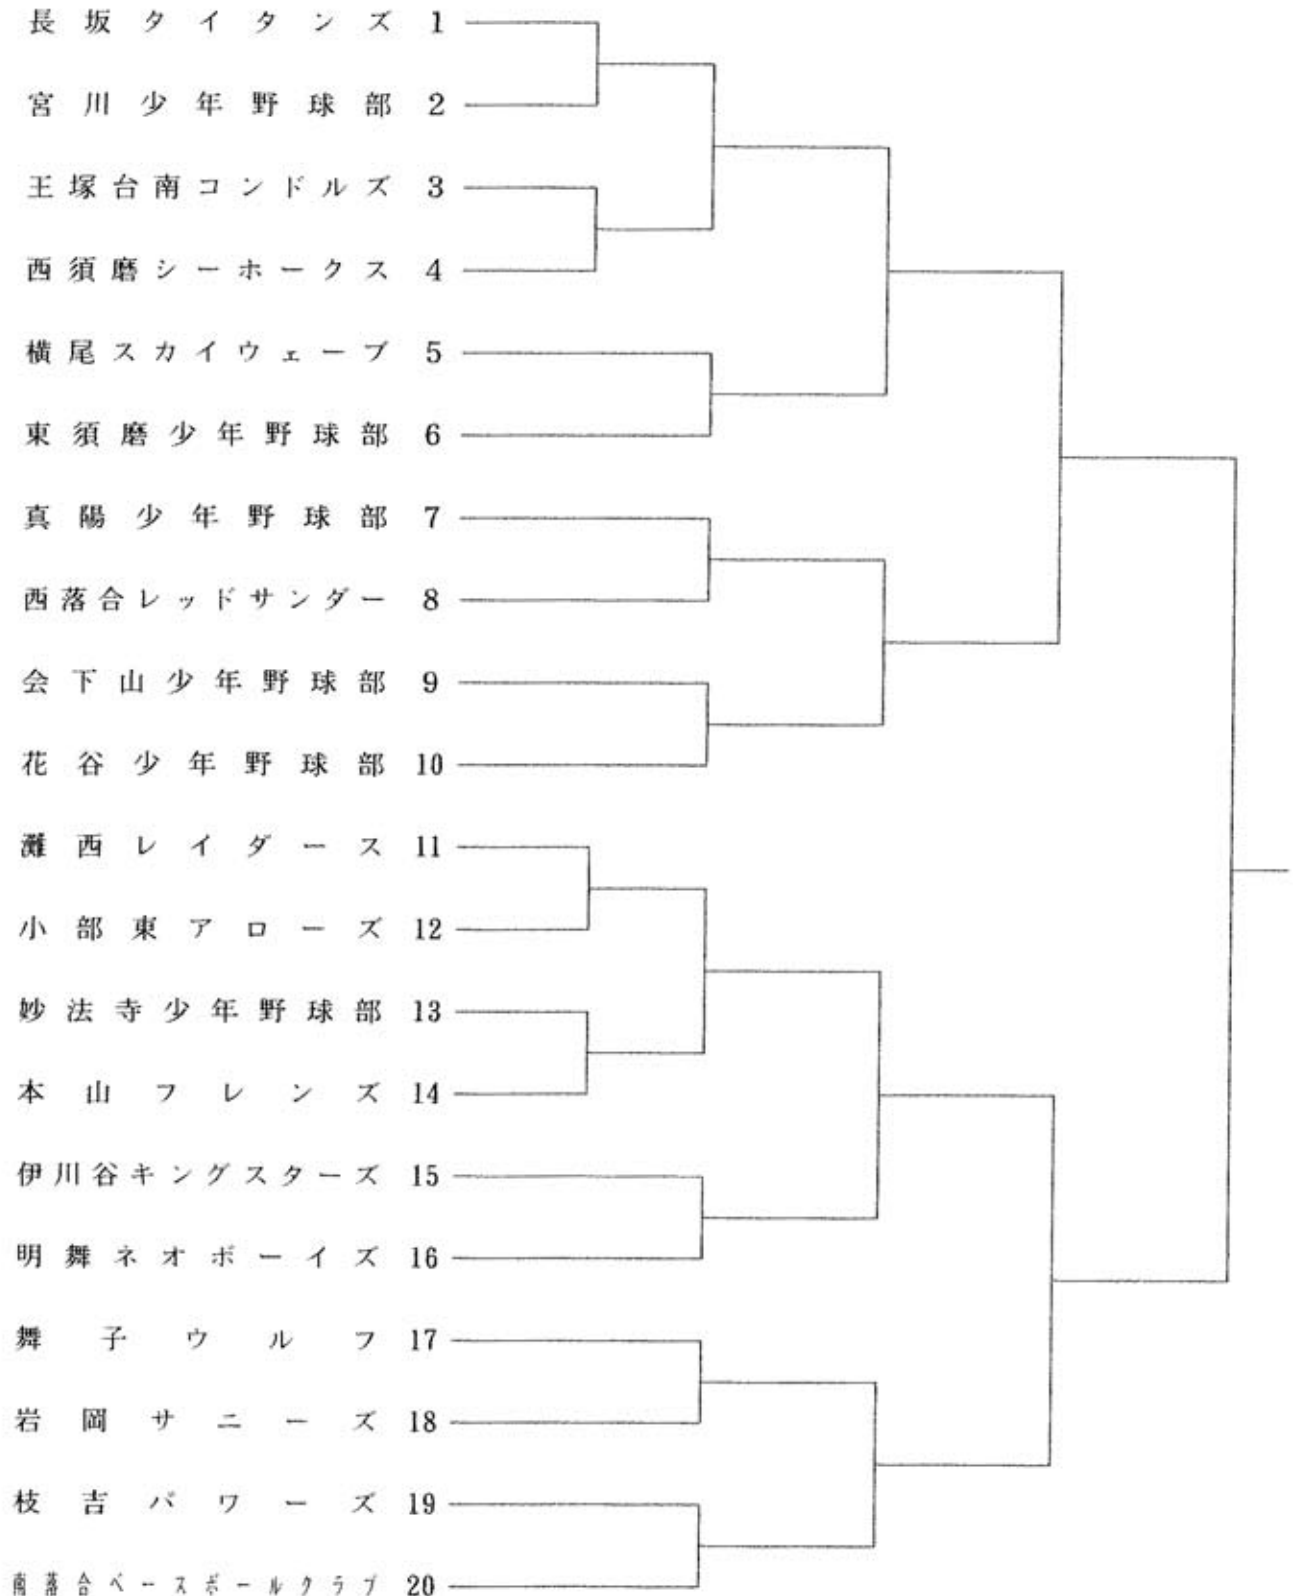 長坂タイタンズ 1
宮川少年野球部 2
王塚台南コンドルズ 3
西須磨シーホークス 4
横尾スカイウェーブ 5
東須磨少年野球部 6
真陽少年野球部 7
西落合レッドサンダー 8
会下山少年野球部 9
花谷少年野球部 10
灘西レイダース 11
小部東アローズ 12
妙法寺少年野球部 13
本山フレンズ 14
伊川谷キングスターズ 15
明舞ネオボーイズ 16
舞子ウルフ 17
岩岡サニーズ 18
枝吉パワーズ 19
南落合ベースボールクラブ 20